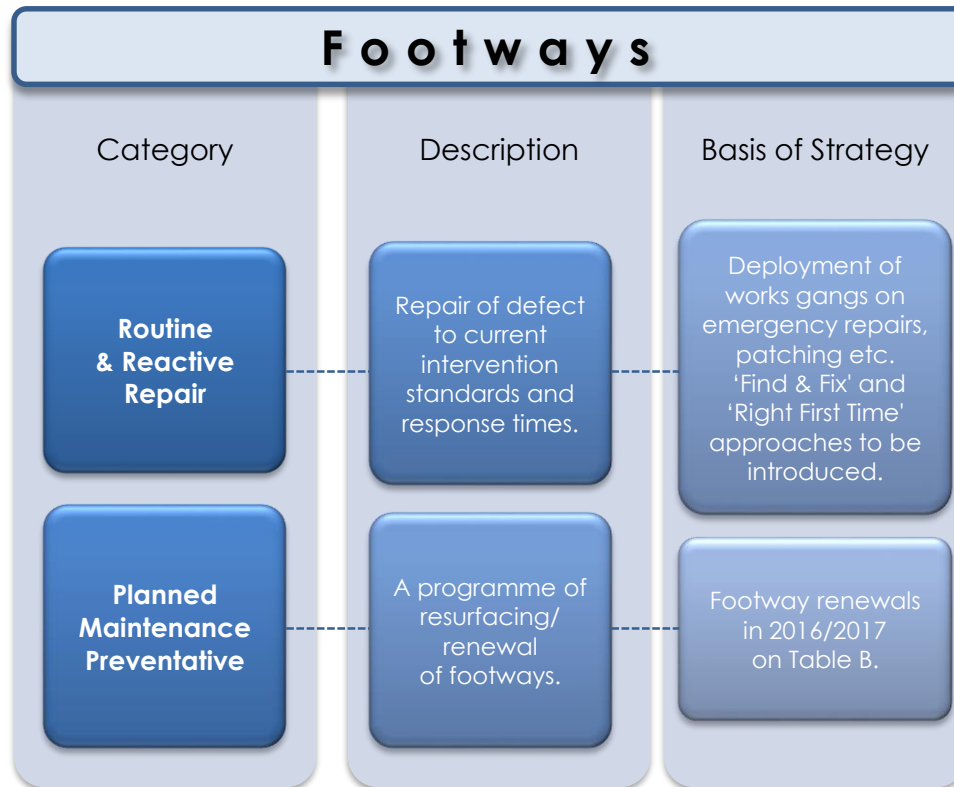 Footways
Category
Description
Basis of Strategy
Routine
& Reactive
Repair
Repair of defect
to current
intervention
standards and
response times.
Deployment of
works gangs on
emergency repairs,
patching etc.
‘Find & Fix' and
‘Right First Time'
approaches to be
introduced.
Planned
Maintenance
Preventative
A programme of
resurfacing/
renewal
of footways.
Footway renewals
in 2016/2017
on Table B.